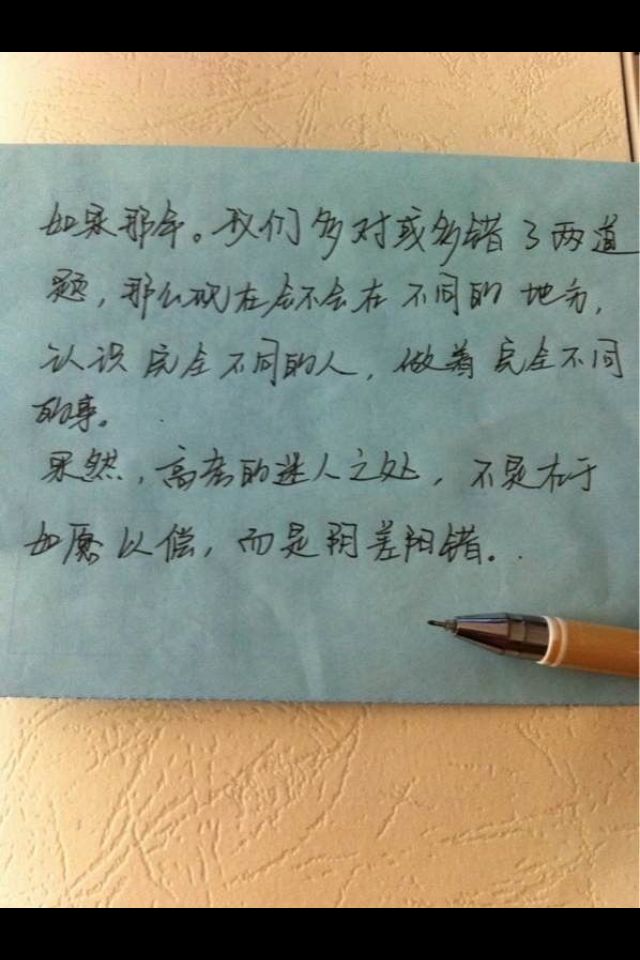 如果那年。我们多对或多错了两道
题，那么现在会不会在不同的地方，
认识完全不同的人，做着完全不同
的事。
果然，高考的迷人之处，不是在于
如愿以偿，而是阴差阳错。